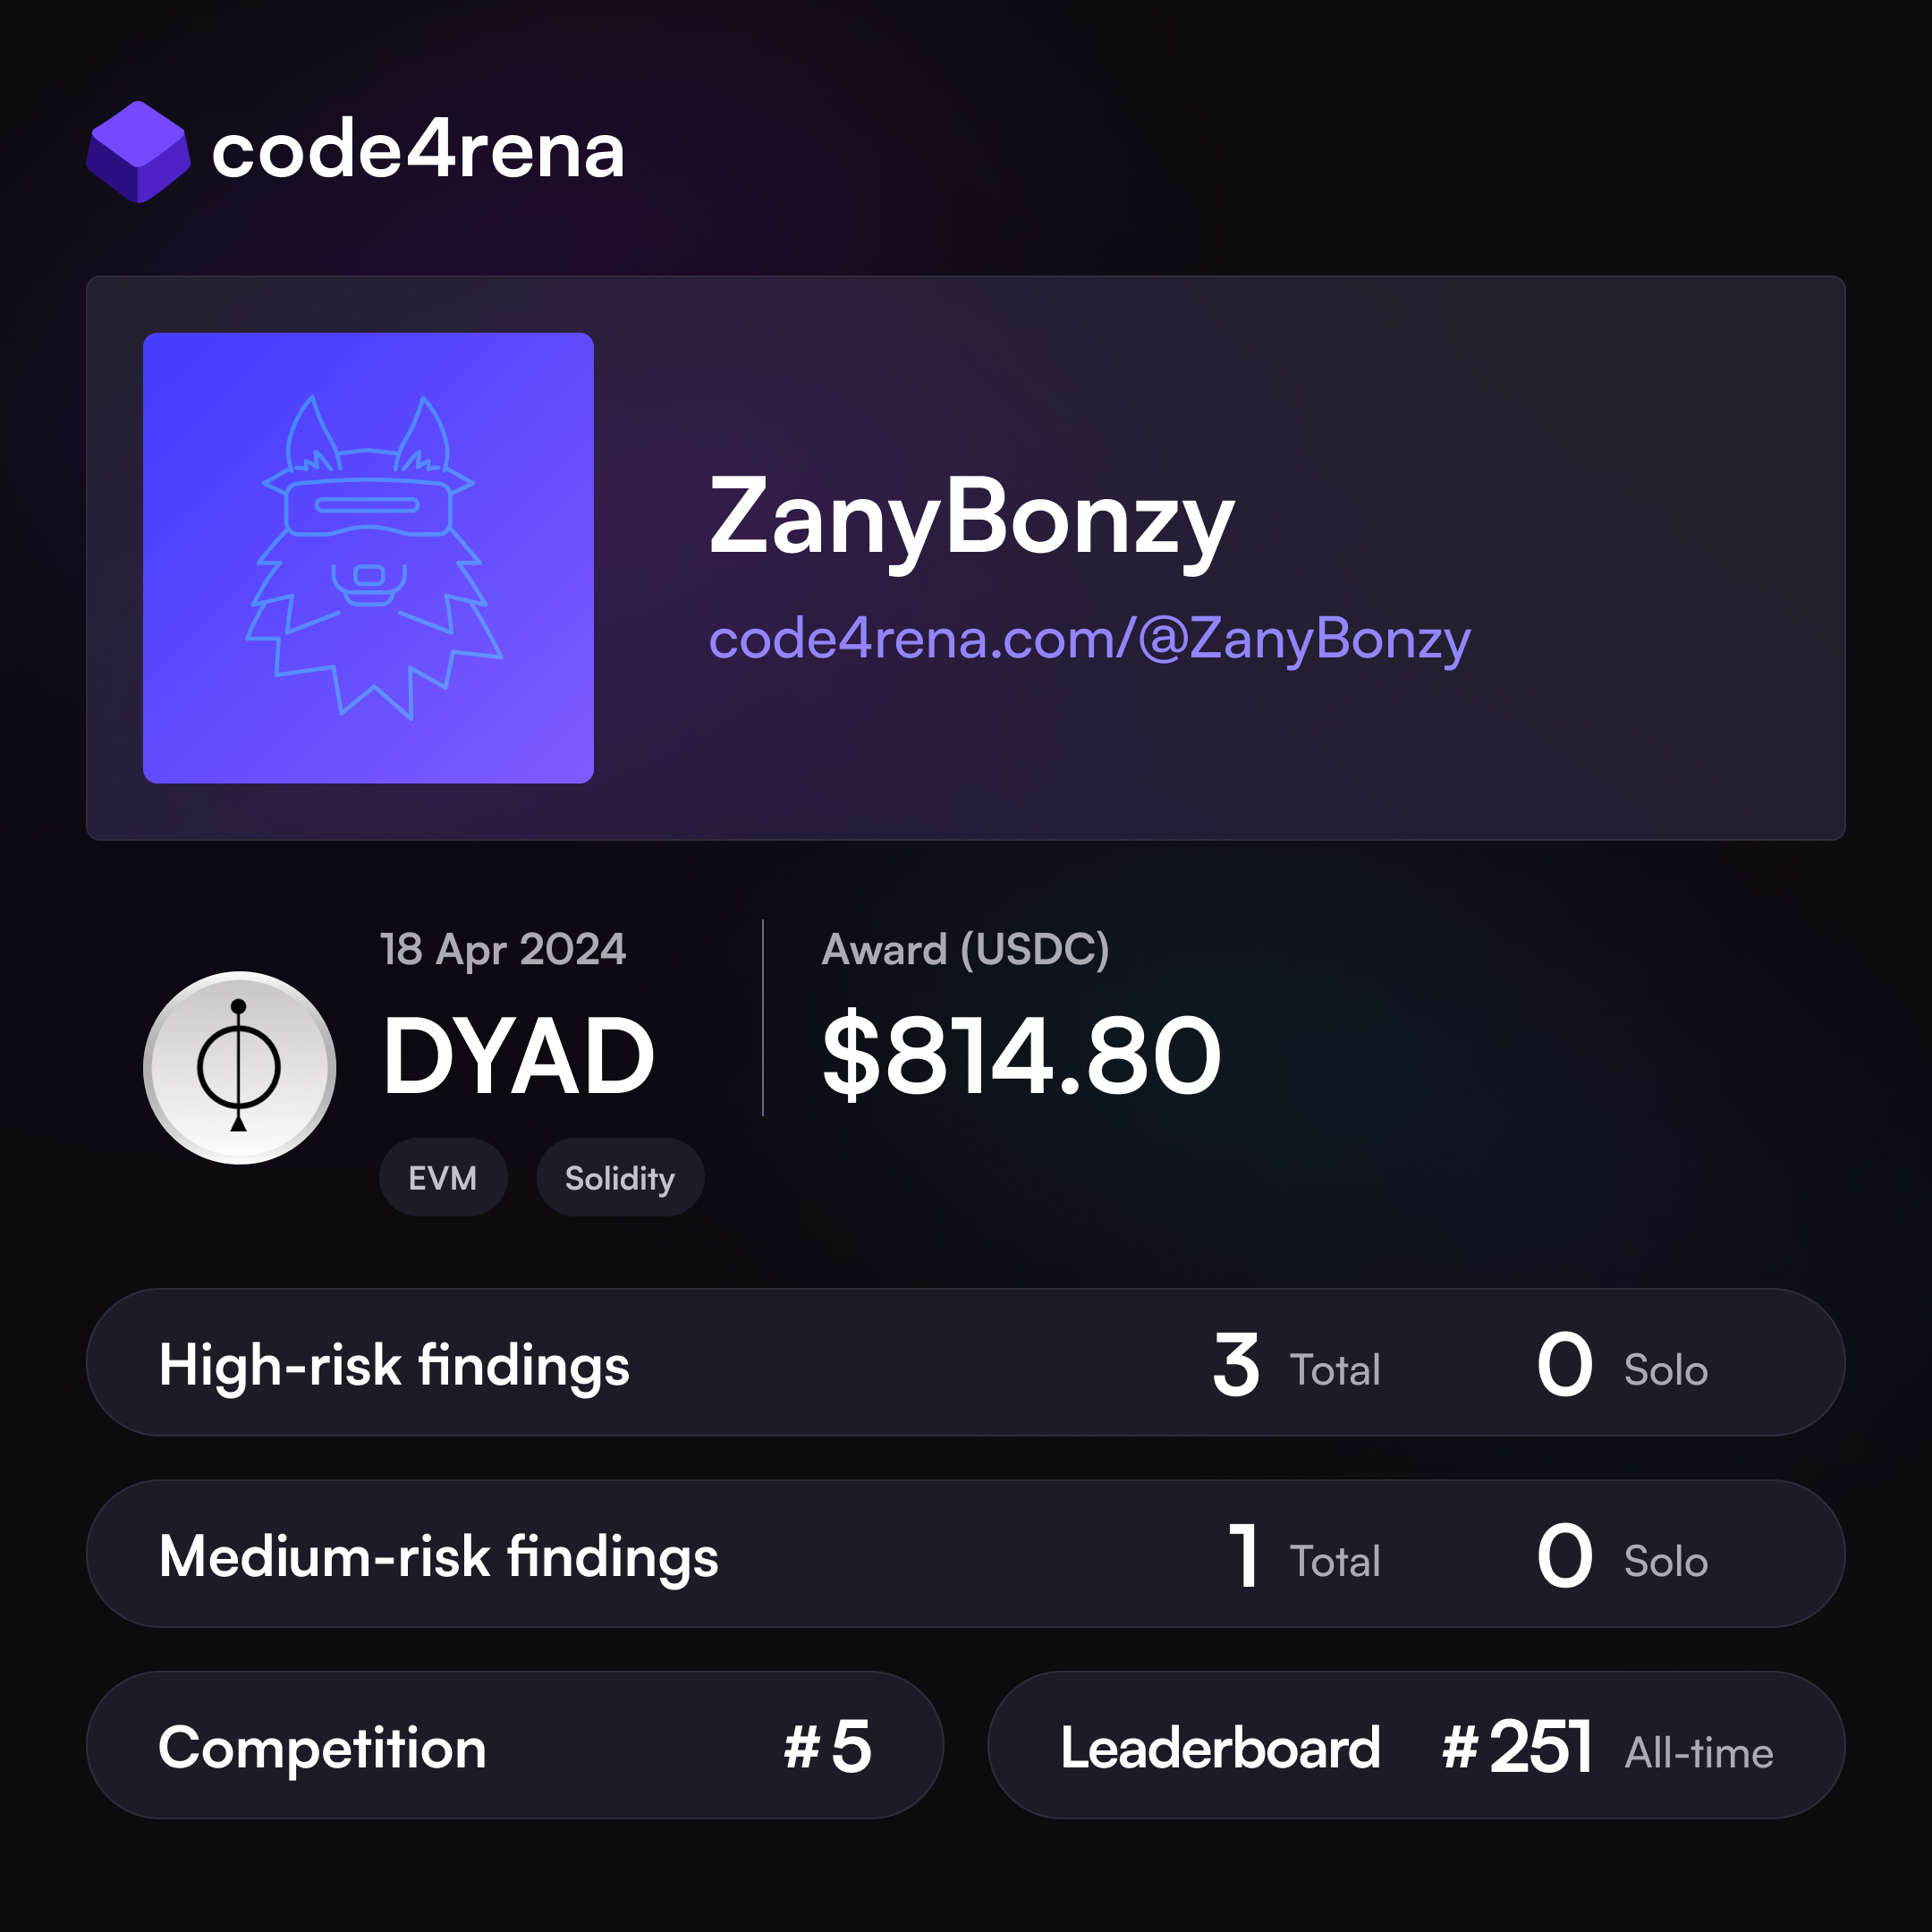 code4rena
ZanyBonzy
code4rena.com/@ZanyBonzy
18 Apr 2024
DYAD
EVM Solidity
Award (USDC)
$814.80
High-risk findings 3 Total 0 Solo
Medium-risk findings 1 Total 0 Solo
Competition #5
Leaderboard #251 All-time